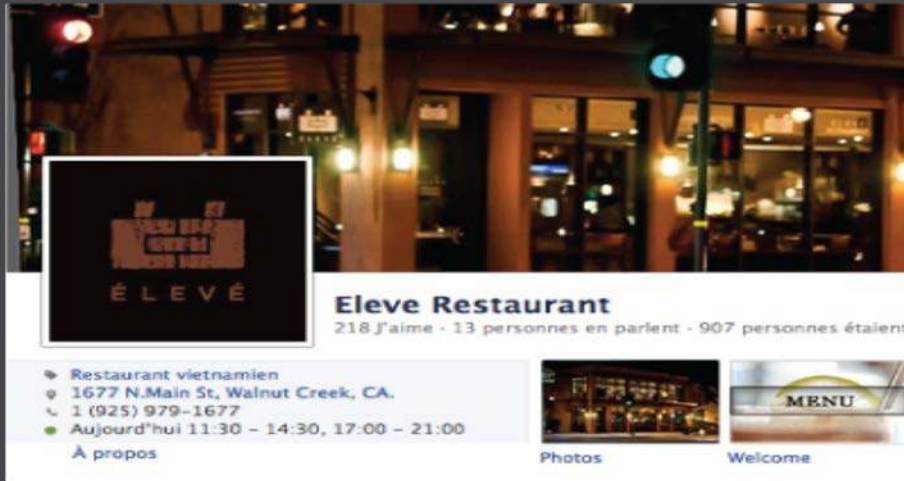 ÉLEVÉ
ÉLEVÉ
Eleve Restaurant
218 J'aime · 13 personnes en parlent · 907 personnes étaient
Restaurant vietnamien
1677 N.Main St, Walnut Creek, CA.
1 (925) 979-1677
Aujourd'hui 11:30 – 14:30, 17:00 – 21:00
À propos
MENU
Photos
Welcome